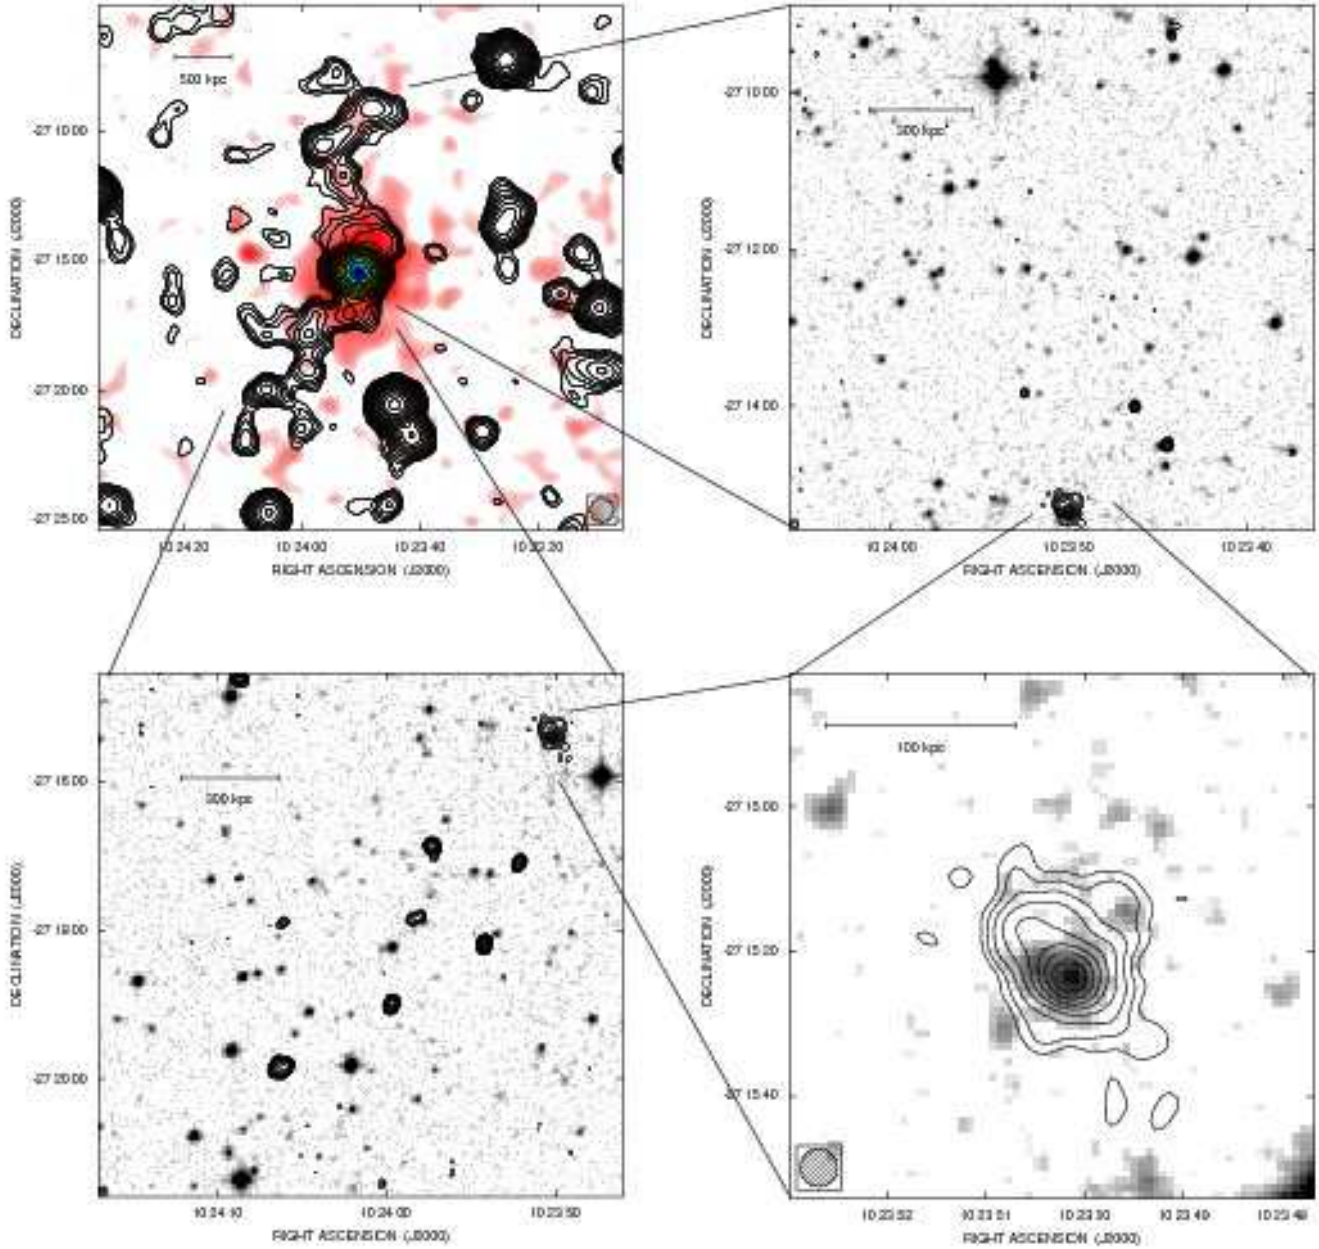 500 kpc
-27 10 00
-27 15 00
-27 20 00
-27 25 00
DECLINATION (J2000)
10 24 20
10 24 00
10 23 40
10 23 20
RIGHT ASCENSION (J2000)
300 kpc
-27 10 00
-27 12 00
-27 14 00
DECLINATION (J2000)
10 24 00
10 23 50
10 23 40
RIGHT ASCENSION (J2000)
300 kpc
-27 16 00
-27 18 00
-27 20 00
DECLINATION (J2000)
10 24 10
10 24 00
10 23 50
RIGHT ASCENSION (J2000)
100 kpc
-27 15 00
-27 15 20
-27 15 40
DECLINATION (J2000)
10 23 52
10 23 51
10 23 50
10 23 49
10 23 48
RIGHT ASCENSION (J2000)